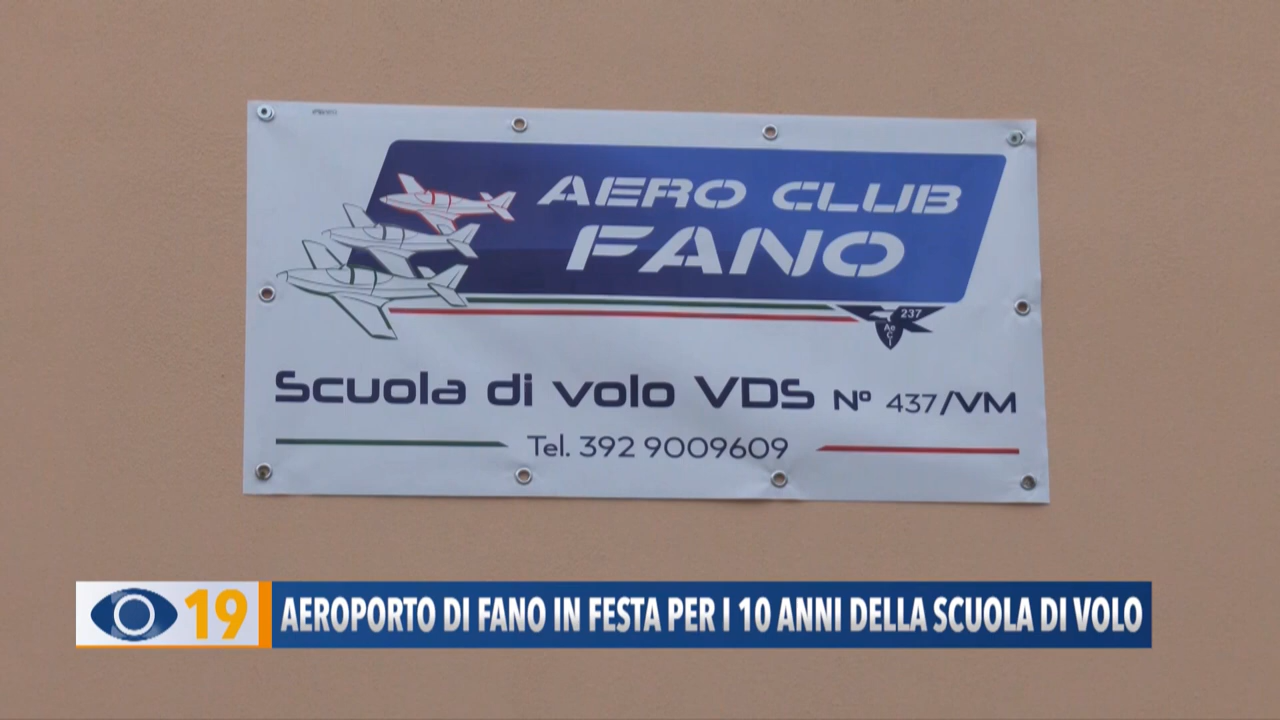 AERO CLUB
FANO
237
AeCI
Scuola di volo VDS N° 437/VM
Tel. 392 9009609
19 AEROPORTO DI FANO IN FESTA PER I 10 ANNI DELLA SCUOLA DI VOLO